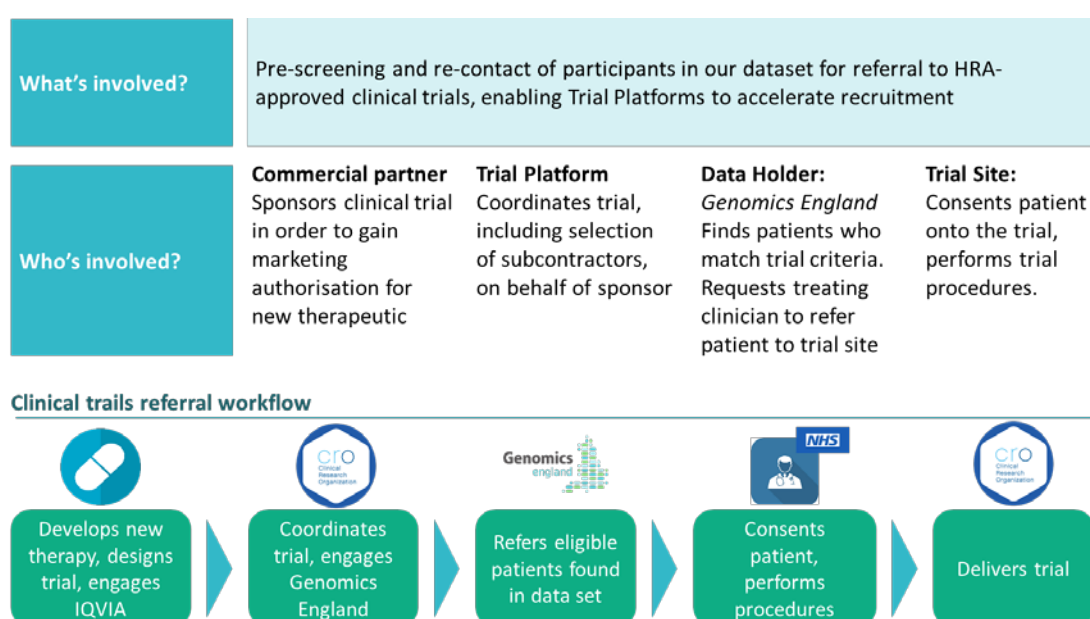 What's involved?
Pre-screening and re-contact of participants in our dataset for referral to HRA-
approved clinical trials, enabling Trial Platforms to accelerate recruitment
Who's involved?
Commercial partner
Sponsors clinical trial
in order to gain
marketing
authorisation for
new therapeutic
Trial Platform
Coordinates trial,
including selection
of subcontractors,
on behalf of sponsor
Data Holder:
Genomics England
Finds patients who
match trial criteria.
Requests treating
clinician to refer
patient to trial site
Trial Site:
Consents patient
onto the trial,
performs trial
procedures.
Clinical trails referral workflow
cro
Clinical
Research
Organization
Genomics
england
NHS
cro
Clinical
Research
Organization
Develops new
therapy, designs
trial, engages
IQVIA
Coordinates
trial, engages
Genomics
England
Refers eligible
patients found
in data set
Consents
patient,
performs
procedures
Delivers trial